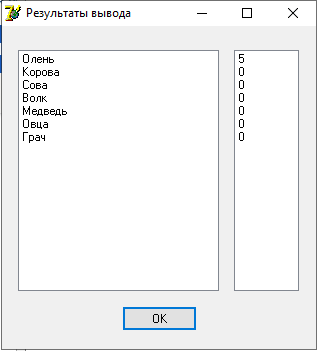 Результаты вывода
Олень 5
Корова 0
Сова 0
Волк 0
Медведь 0
Овца 0
Грач 0
OK